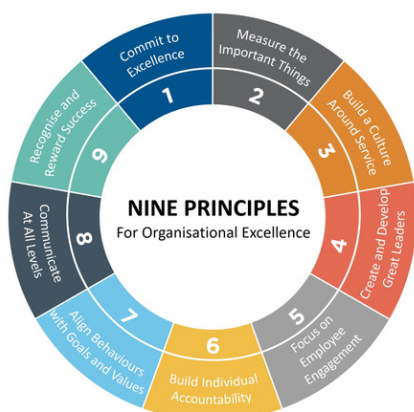 NINE PRINCIPLES
For Organisational Excellence
Commit to
Excellence
1
Measure the
Important Things
2
Build a Culture
Around Service
3
Create and Develop
Great Leaders
4
Focus on
Employee
Engagement
5
Build Individual
Accountability
6
Align Behaviours
with Goals and Values
7
Communicate
At All Levels
8
Recognise and
Reward Success
9